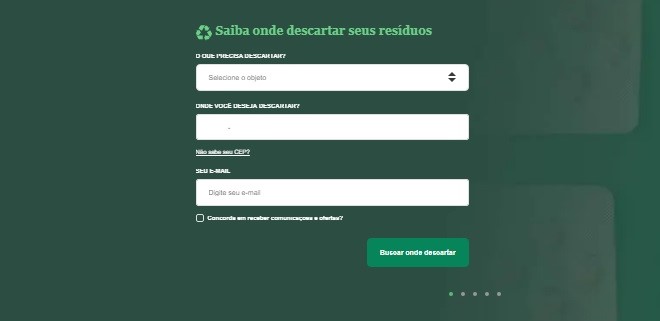 Saiba onde descartar seus resíduos
O QUE PRECISA DESCARTAR?
Selecione o objeto
ONDE VOCÊ DESEJA DESCARTAR?
-
Não sabe seu CEP?
SEU E-MAIL
Digite seu e-mail
Concorda em receber comunicações e ofertas?
Buscar onde descartar